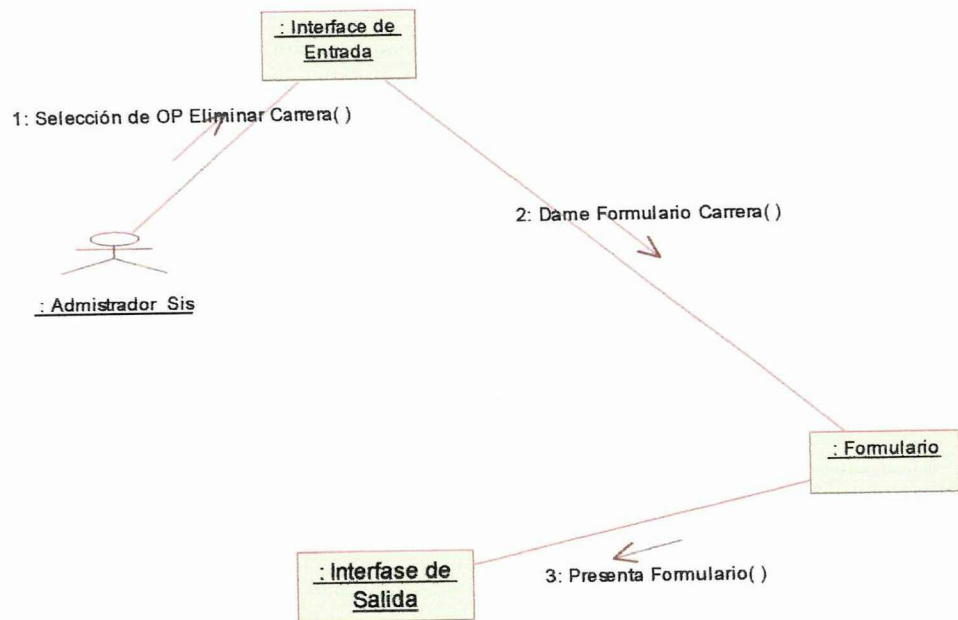 : Interface de
Entrada
1: Selección de OP Eliminar Carrera( )
2: Dame Formulario Carrera( )
: Admistrador Sis
: Formulario
: Interfase de
Salida
3: Presenta Formulario( )